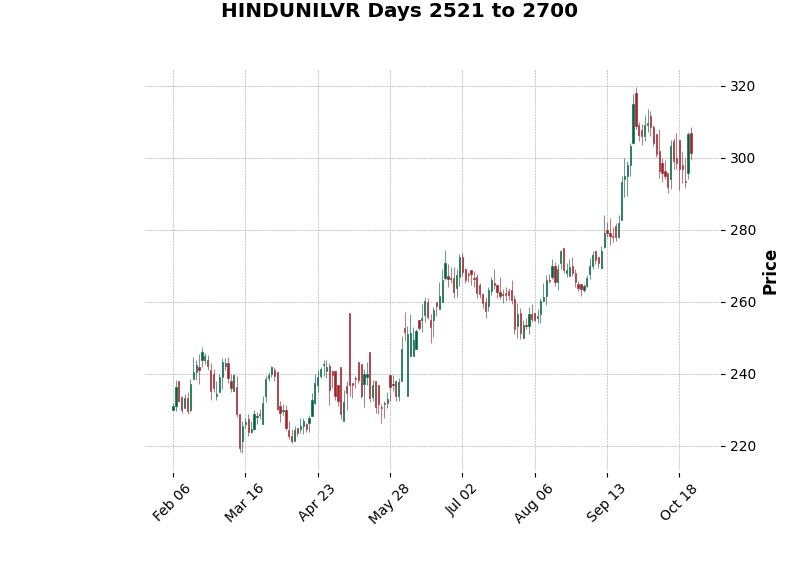 HINDUNILVR Days 2521 to 2700
320
300
280
260
240
220
Price
Feb 06
Mar 16
Apr 23
May 28
Jul 02
Aug 06
Sep 13
Oct 18